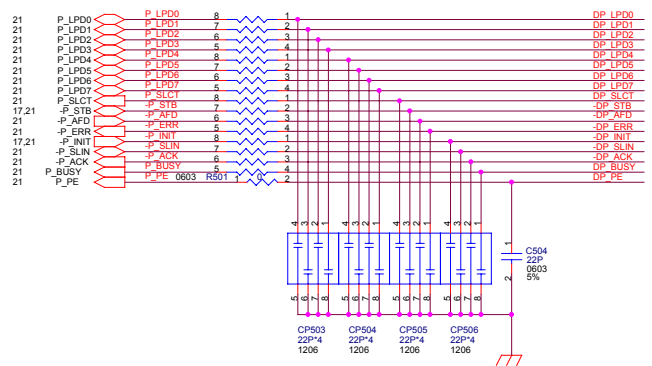 21 P_LPD0 P_LPD0 8 1 DP_LPD0
21 P_LPD1 P_LPD1 7 2 DP_LPD1
21 P_LPD2 P_LPD2 6 3 DP_LPD2
21 P_LPD3 P_LPD3 5 4 DP_LPD3
21 P_LPD4 P_LPD4 8 1 DP_LPD4
21 P_LPD5 P_LPD5 7 2 DP_LPD5
21 P_LPD6 P_LPD6 6 3 DP_LPD6
21 P_LPD7 P_LPD7 5 4 DP_LPD7
21 P_SLCT P_SLCT 8 1 DP_SLCT
17,21 -P_STB -P_STB 7 2 -DP_STB
21 -P_AFD -P_AFD 6 3 -DP_AFD
21 -P_ERR -P_ERR 5 4 -DP_ERR
17,21 -P_INIT -P_INIT 8 1 -DP_INIT
21 -P_SLIN -P_SLIN 7 2 -DP_SLIN
21 -P_ACK -P_ACK 6 3 -DP_ACK
21 P_BUSY P_BUSY 5 4 DP_BUSY
21 P_PE P_PE 0603 R501 1 0 2 DP_PE
4 3 2 1 4 3 2 1 4 3 2 1 4 3 2 1
1
C504
22P
0603
5%
2
5 6 7 8 5 6 7 8 5 6 7 8 5 6 7 8
CP503 CP504 CP505 CP506
22P*4 22P*4 22P*4 22P*4
1206 1206 1206 1206